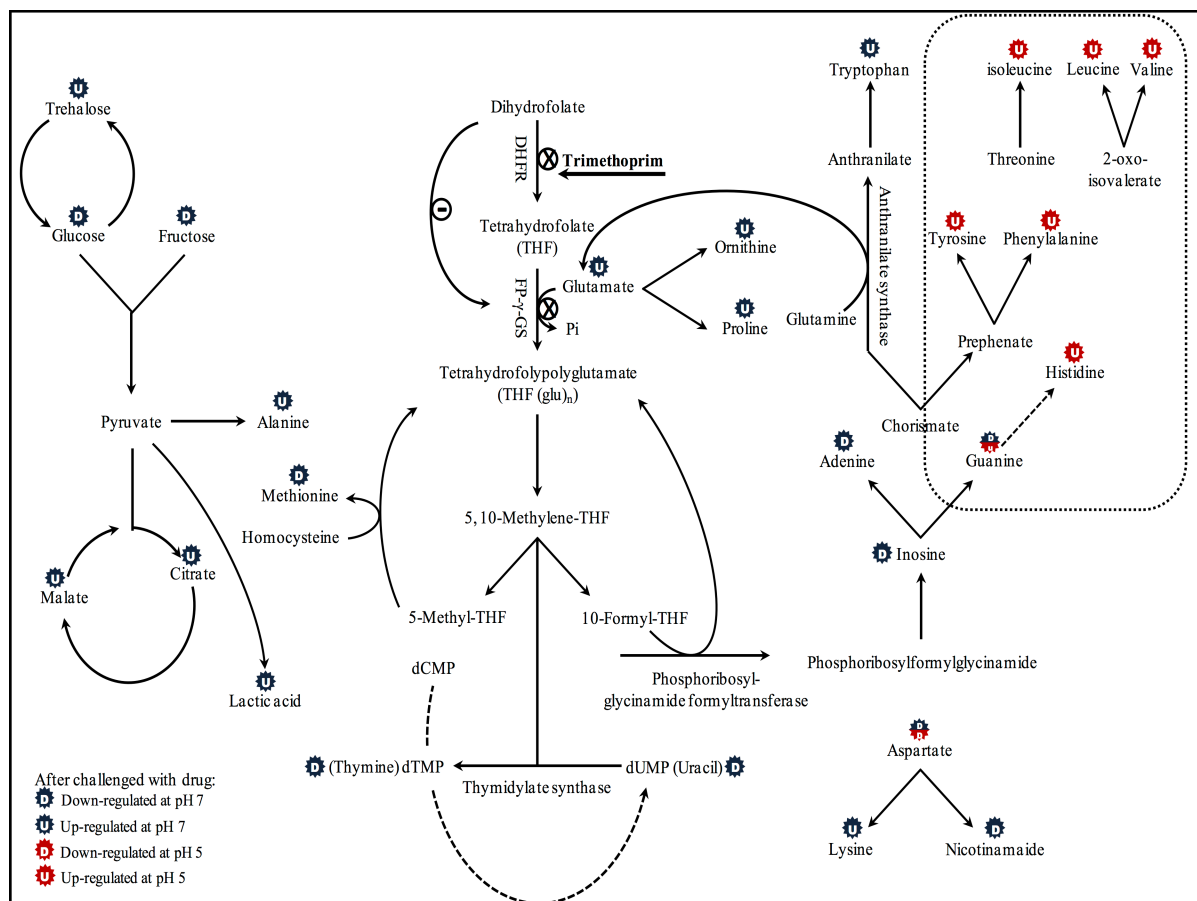 U
Trehalose
D
Glucose
D
Fructose
Pyruvate
U
Alanine
U
Malate
U
Citrate
U
Lactic acid
Dihydrofolate
DHFR
X
Trimethoprim
-
Tetrahydrofolate
(THF)
FP-γ-GS
X
U
Glutamate
Pi
U
Ornithine
U
Proline
Glutamine
Tetrahydrofolypolyglutamate
(THF (glu)n)
D
Methionine
Homocysteine
5, 10-Methylene-THF
5-Methyl-THF
10-Formyl-THF
Phosphoribosyl-
glycinamide formyltransferase
dCMP
D (Thymine) dTMP
Thymidylate synthase
dUMP (Uracil) D
U
Tryptophan
Anthranilate
Anthranilate synthase
Chorismate
U
isoleucine
Threonine
U
Leucine
U
Valine
2-oxo-
isovalerate
U
Tyrosine
U
Phenylalanine
Prephenate
U
Histidine
D
Adenine
D
U
Guanine
D Inosine
Phosphoribosylformylglycinamide
D
D
Aspartate
U
Lysine
D
Nicotinamaide
After challenged with drug:
D Down-regulated at pH 7
U Up-regulated at pH 7
D Down-regulated at pH 5
U Up-regulated at pH 5